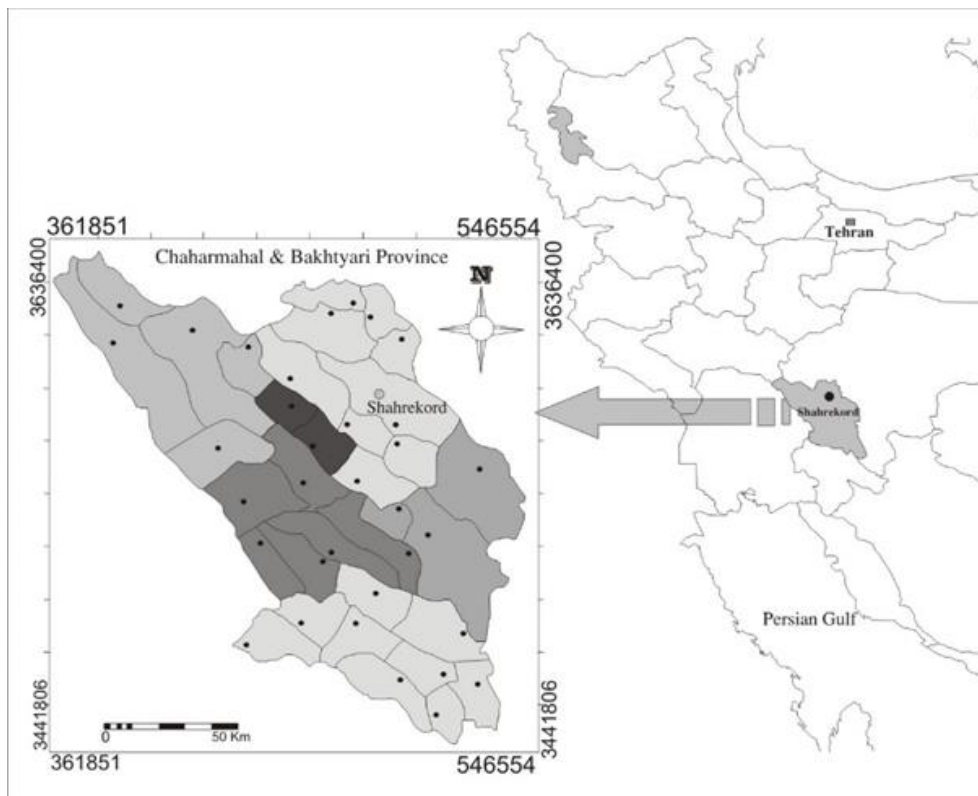 361851
546554
Chaharmahal & Bakhtyari Province
N
3636400
3636400
Tehran
Shahrekord
Shahrekord
Persian Gulf
3441806
3441806
0
50 Km
361851
546554